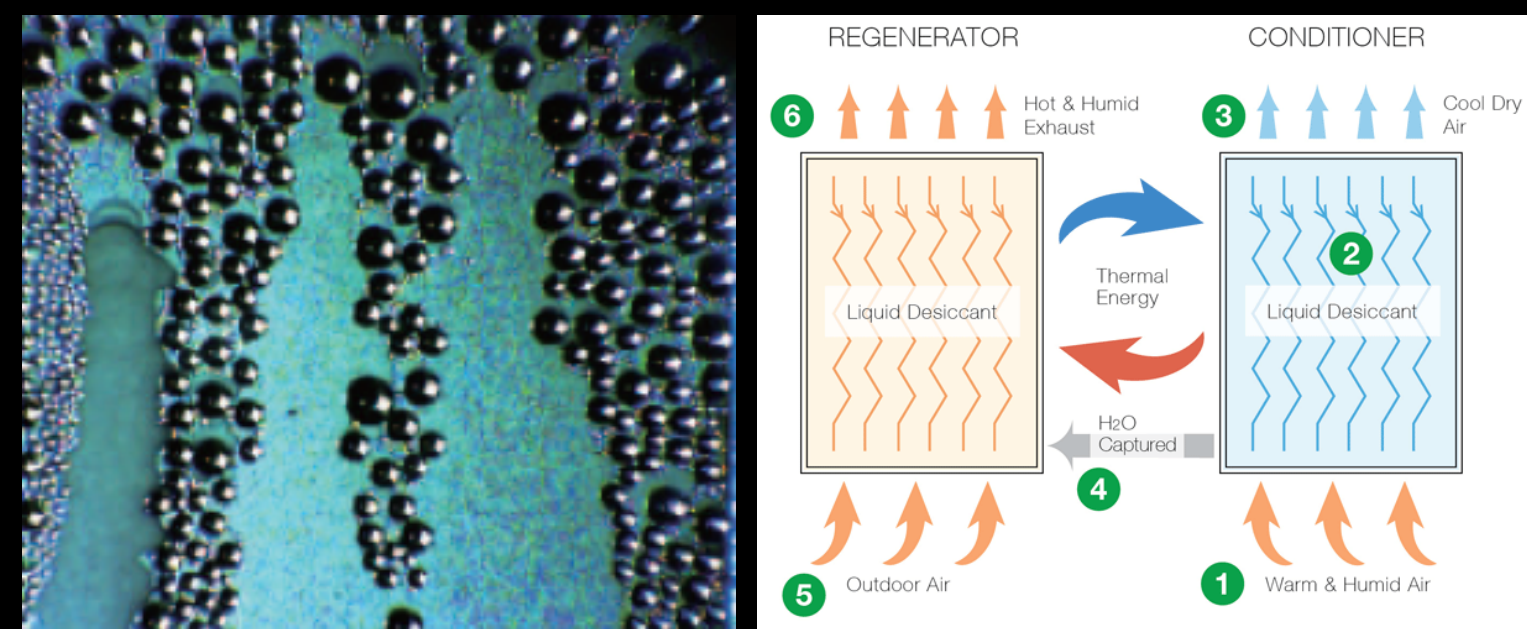 REGENERATOR
CONDITIONER
6
Hot & Humid
Exhaust
3
Cool Dry
Air
2
Thermal
Energy
Liquid Desiccant
Liquid Desiccant
H2O
Captured
4
5
Outdoor Air
1
Warm & Humid Air